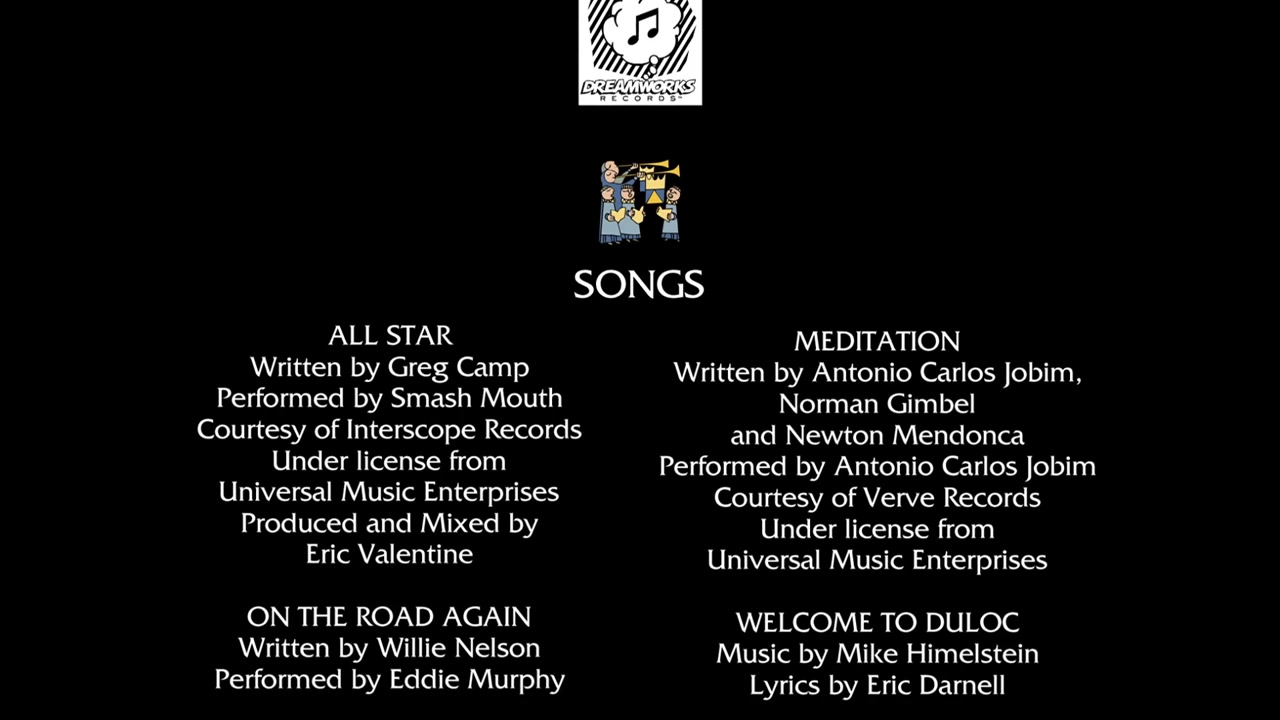 DREAMWORKS
RECORDS™
SONGS
ALL STAR
Written by Greg Camp
Performed by Smash Mouth
Courtesy of Interscope Records
Under license from
Universal Music Enterprises
Produced and Mixed by
Eric Valentine
ON THE ROAD AGAIN
Written by Willie Nelson
Performed by Eddie Murphy
MEDITATION
Written by Antonio Carlos Jobim,
Norman Gimbel
and Newton Mendonca
Performed by Antonio Carlos Jobim
Courtesy of Verve Records
Under license from
Universal Music Enterprises
WELCOME TO DULOC
Music by Mike Himelstein
Lyrics by Eric Darnell